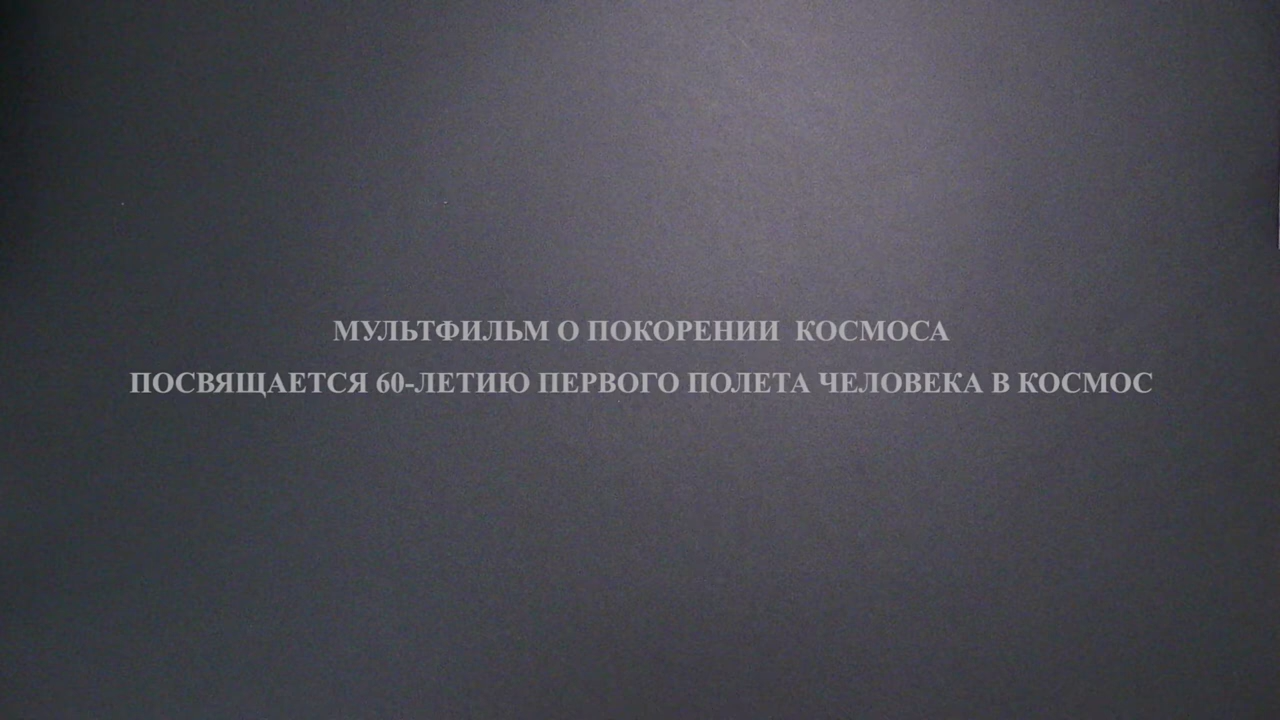 МУЛЬТФИЛЬМ О ПОКОРЕНИИ КОСМОСА
ПОСВЯЩАЕТСЯ 60-ЛЕТИЮ ПЕРВОГО ПОЛЕТА ЧЕЛОВЕКА В КОСМОС